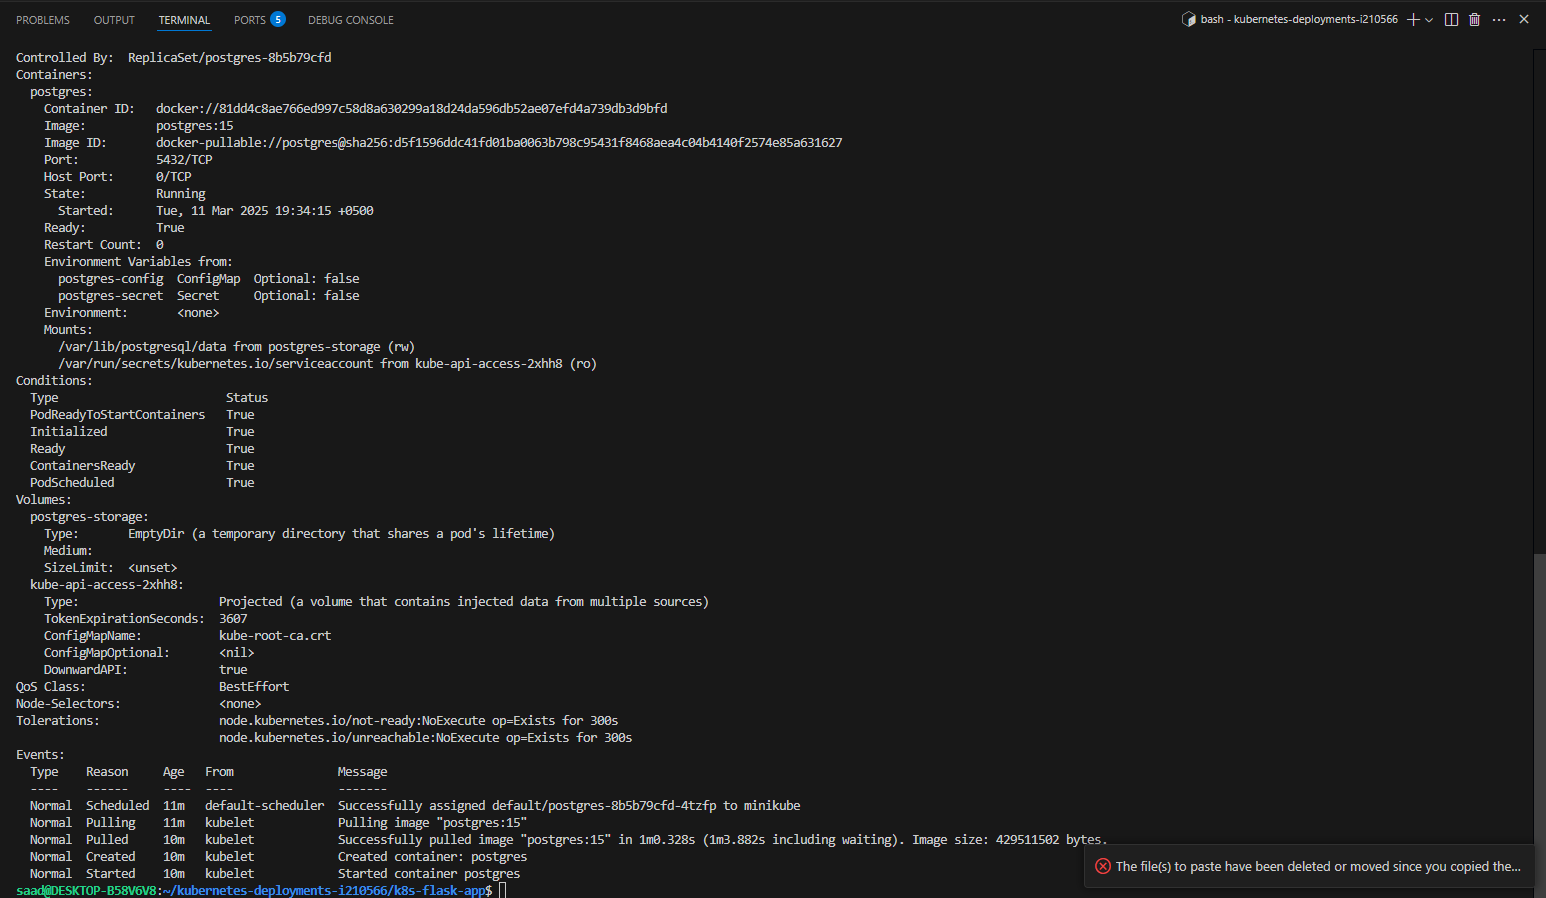 PROBLEMS OUTPUT TERMINAL PORTS 5 DEBUG CONSOLE bash - kubernetes-deployments-i210566
Controlled By:  ReplicaSet/postgres-8b5b79cfd
Containers:
  postgres:
    Container ID:   docker://81dd4c8ae766ed997c58d8a630299a18d24da596db52ae07efd4a739db3d9bfd
    Image:          postgres:15
    Image ID:       docker-pullable://postgres@sha256:d5f1596ddc41fd01ba0063b798c95431f8468aea4c04b4140f2574e85a631627
    Port:           5432/TCP
    Host Port:      0/TCP
    State:          Running
      Started:      Tue, 11 Mar 2025 19:34:15 +0500
    Ready:          True
    Restart Count:  0
    Environment Variables from:
      postgres-config  ConfigMap  Optional: false
      postgres-secret  Secret     Optional: false
    Environment:       <none>
    Mounts:
      /var/lib/postgresql/data from postgres-storage (rw)
      /var/run/secrets/kubernetes.io/serviceaccount from kube-api-access-2xhh8 (ro)
Conditions:
  Type                        Status
  PodReadyToStartContainers   True
  Initialized                 True
  Ready                       True
  ContainersReady             True
  PodScheduled                True
Volumes:
  postgres-storage:
    Type:       EmptyDir (a temporary directory that shares a pod's lifetime)
    Medium:
    SizeLimit:  <unset>
  kube-api-access-2xhh8:
    Type:                    Projected (a volume that contains injected data from multiple sources)
    TokenExpirationSeconds:  3607
    ConfigMapName:           kube-root-ca.crt
    ConfigMapOptional:       <nil>
    DownwardAPI:             true
QoS Class:                   BestEffort
Node-Selectors:              <none>
Tolerations:                 node.kubernetes.io/not-ready:NoExecute op=Exists for 300s
                             node.kubernetes.io/unreachable:NoExecute op=Exists for 300s
Events:
  Type    Reason     Age   From               Message
  ----    ------     ----  ----               -------
  Normal  Scheduled  11m   default-scheduler  Successfully assigned default/postgres-8b5b79cfd-4tzfp to minikube
  Normal  Pulling    11m   kubelet            Pulling image "postgres:15"
  Normal  Pulled     10m   kubelet            Successfully pulled image "postgres:15" in 1m0.328s (1m3.882s including waiting). Image size: 429511502 bytes.
  Normal  Created    10m   kubelet            Created container: postgres
  Normal  Started    10m   kubelet            Started container postgres
saad@DESKTOP-B58V6V8:~/kubernetes-deployments-i210566/k8s-flask-app$
The file(s) to paste have been deleted or moved since you copied the...